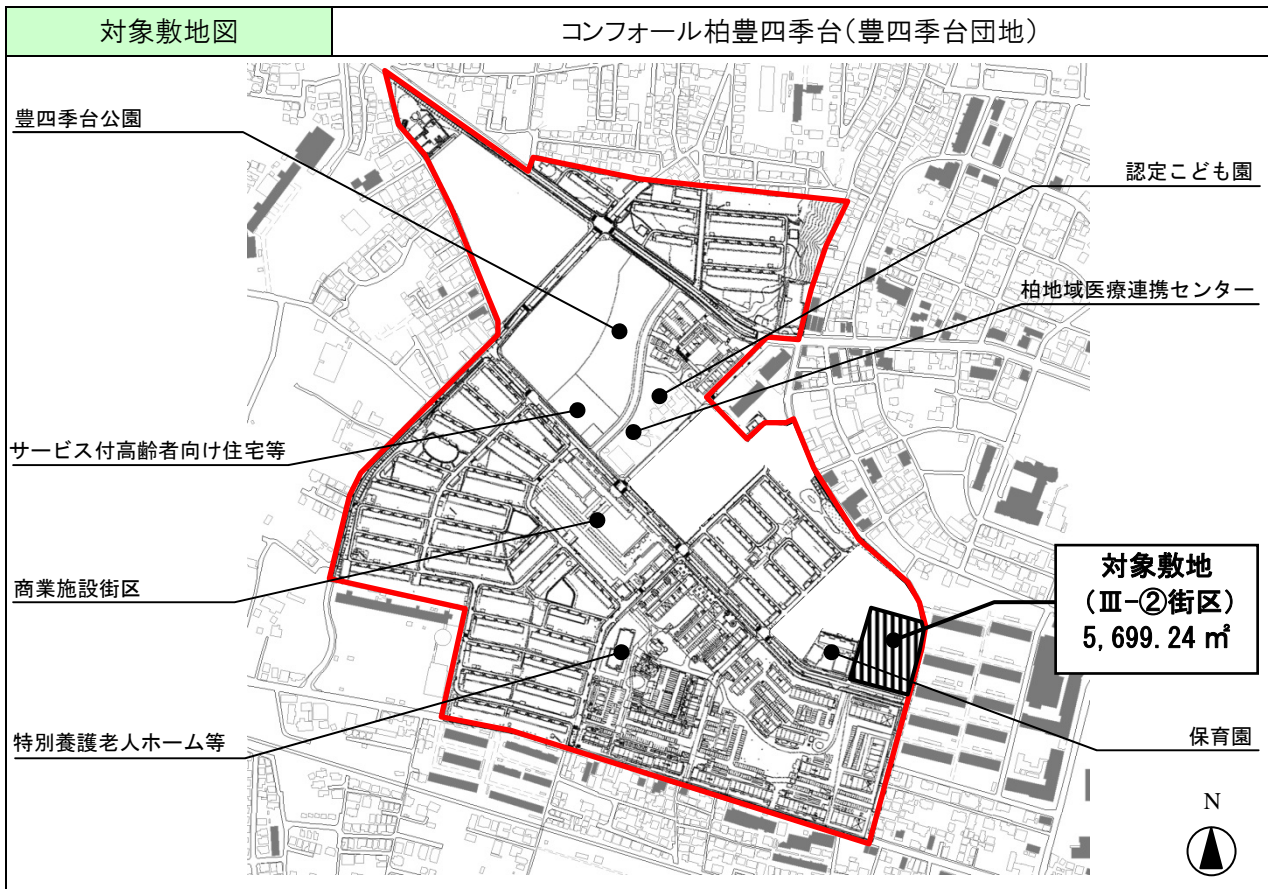 対象敷地図
コンフォール柏豊四季台(豊四季台団地)
豊四季台公園
認定こども園
柏地域医療連携センター
サービス付高齢者向け住宅等
商業施設街区
対象敷地
(Ⅲ-②街区)
5,699.24 ㎡
特別養護老人ホーム等
保育園
N